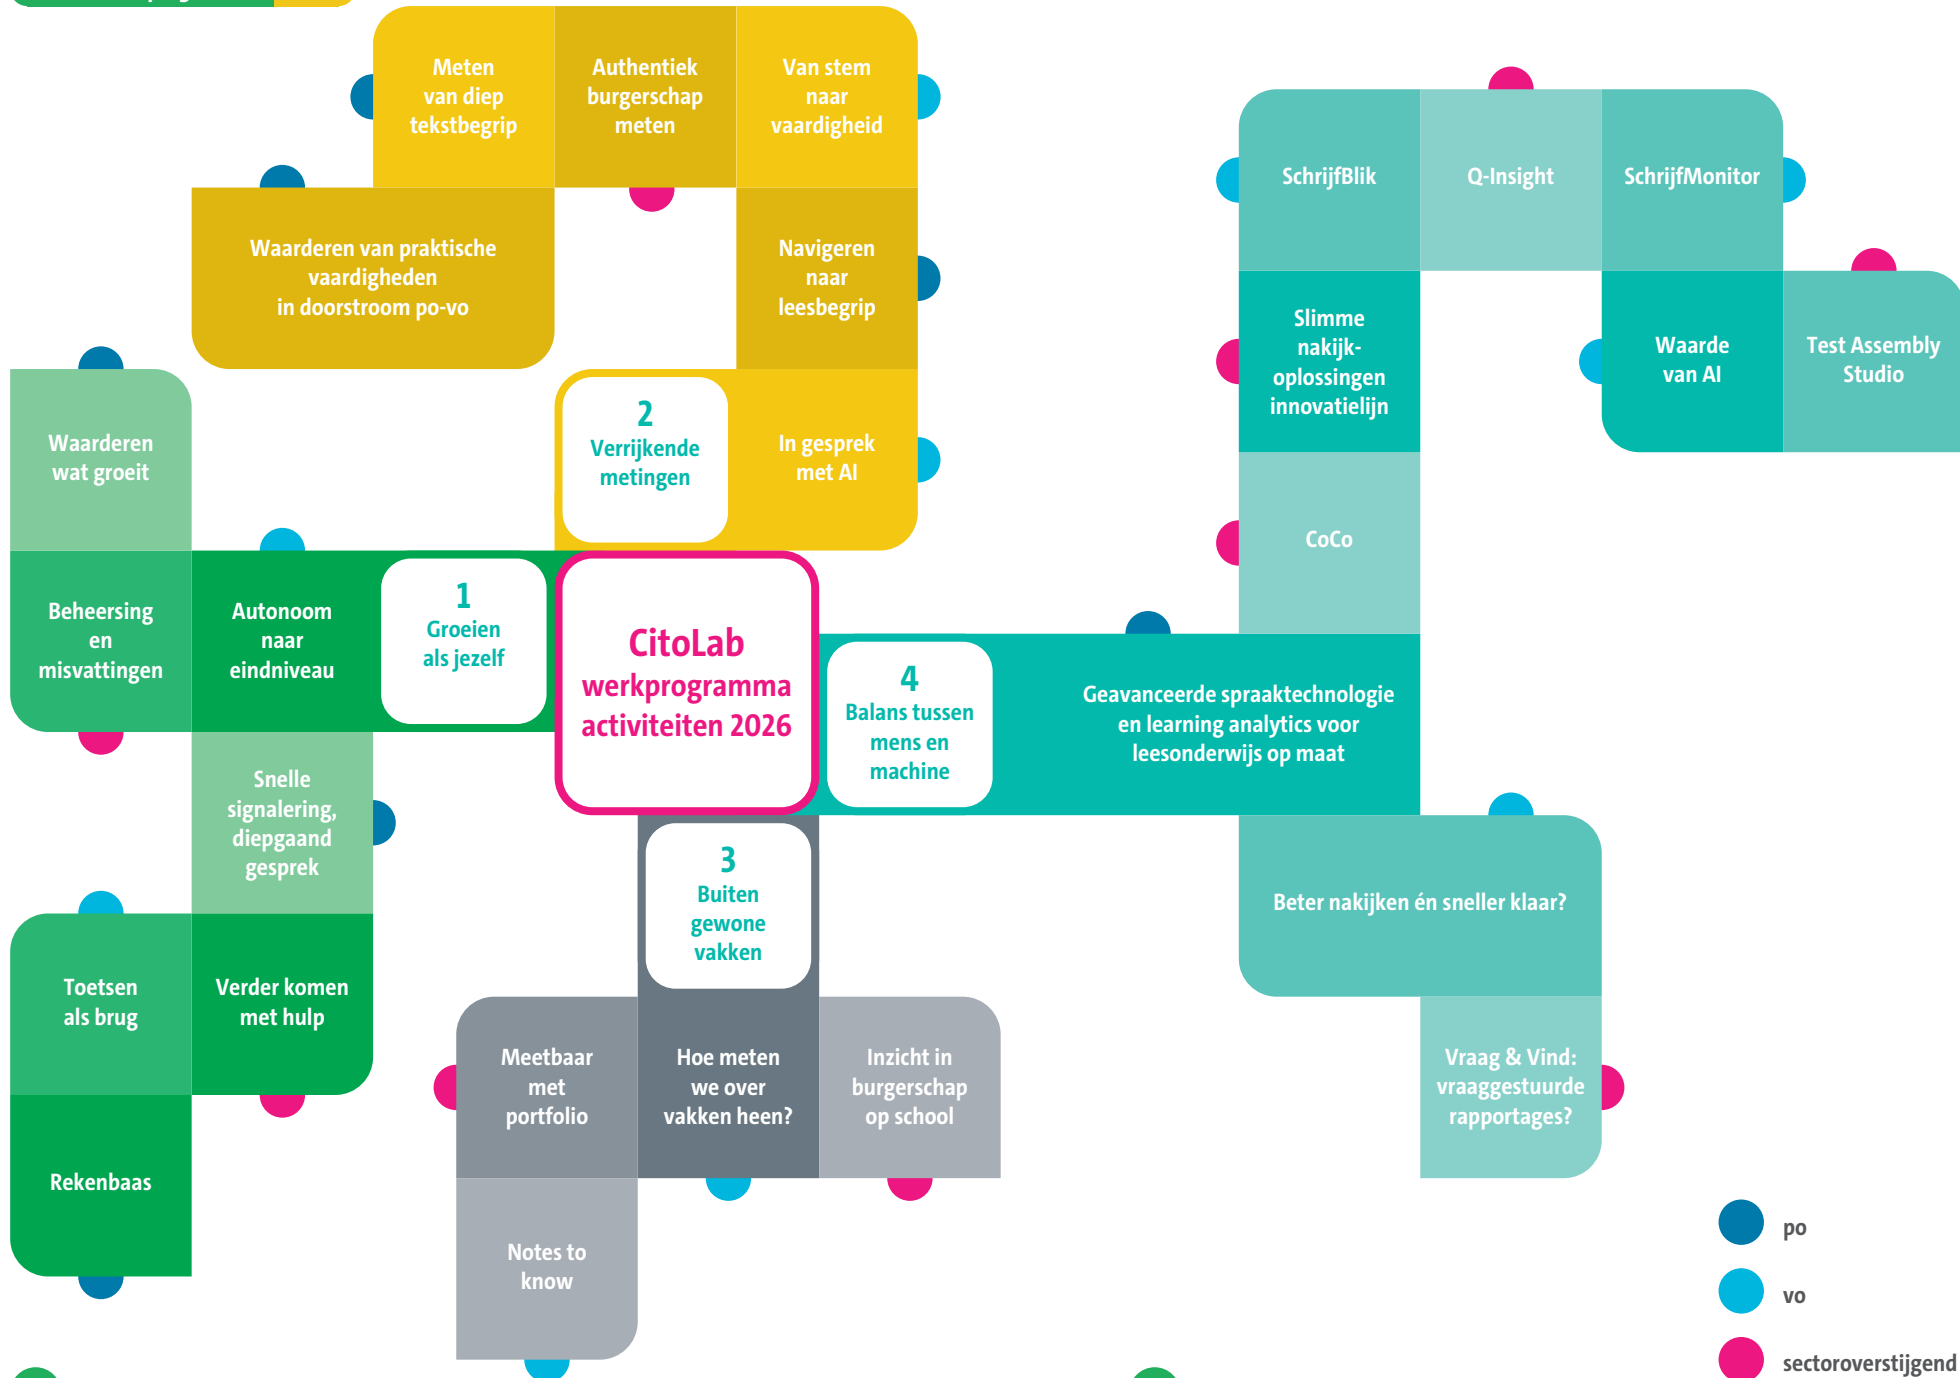 Meten
van diep
tekstbegrip
Authentiek
burgerschap
meten
Van stem
naar
vaardigheid
Waarderen van praktische
vaardigheden
in doorstroom po-vo
Navigeren
naar
leesbegrip
2
Verrijkende
metingen
In gesprek
met AI
Waarderen
wat groeit
Beheersing
en
misvattingen
Autonoom
naar
eindniveau
1
Groeien
als jezelf
CitoLab
werkprogramma
activiteiten 2026
Snelle
signalering,
diepgaand
gesprek
Toetsen
als brug
Verder komen
met hulp
Rekenbaas
3
Buiten
gewone
vakken
Meetbaar
met
portfolio
Hoe meten
we over
vakken heen?
Inzicht in
burgerschap
op school
Notes to
know
4
Balans tussen
mens en
machine
Geavanceerde spraaktechnologie
en learning analytics voor
leesonderwijs op maat
SchrijfBlik
Q-Insight
SchrijfMonitor
Slimme
nakijk-
oplossingen
innovatielijn
Waarde
van AI
Test Assembly
Studio
CoCo
Beter nakijken én sneller klaar?
Vraag & Vind:
vraaggestuurde
rapportages?
po
vo
sectoroverstijgend